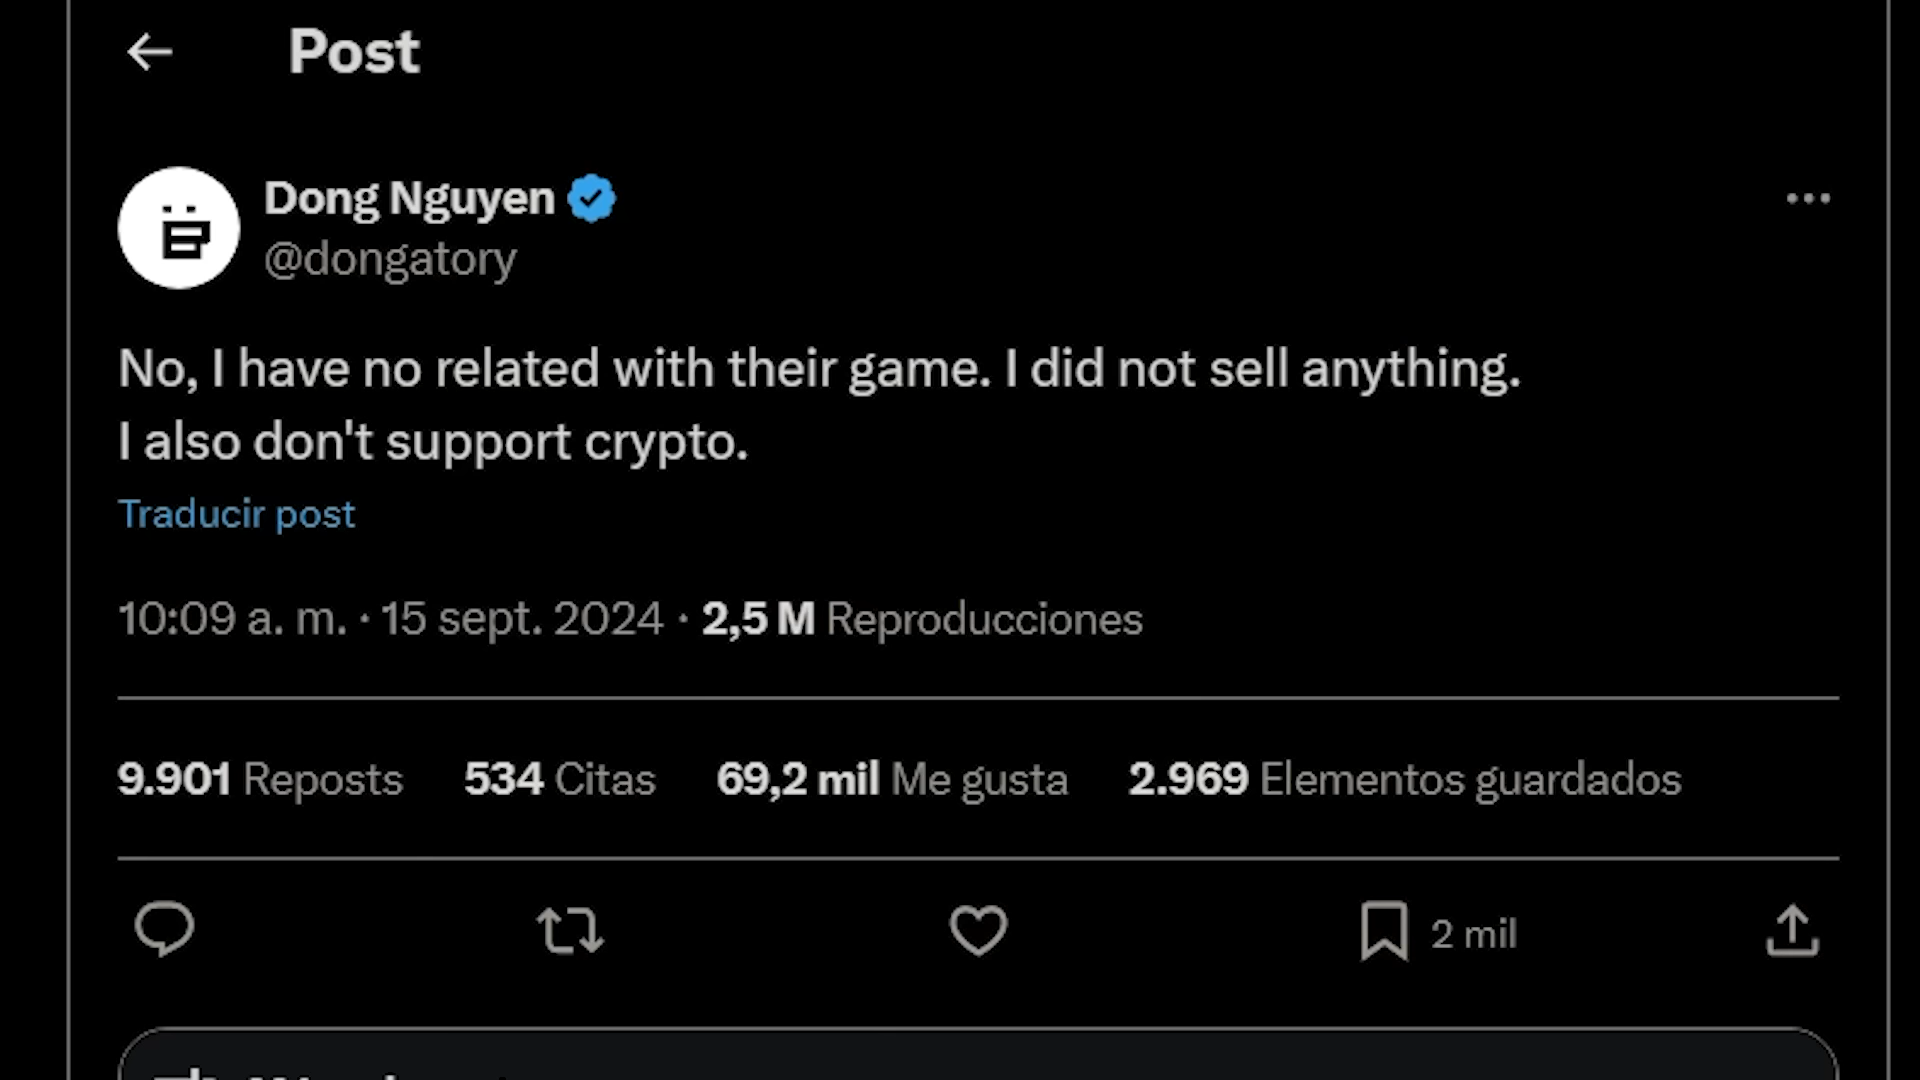 Post
Dong Nguyen
@dongatory
No, I have no related with their game. I did not sell anything.
I also don't support crypto.
Traducir post
10:09 a. m. · 15 sept. 2024 · 2,5 M Reproducciones
9.901 Reposts 534 Citas 69,2 mil Me gusta 2.969 Elementos guardados
2 mil